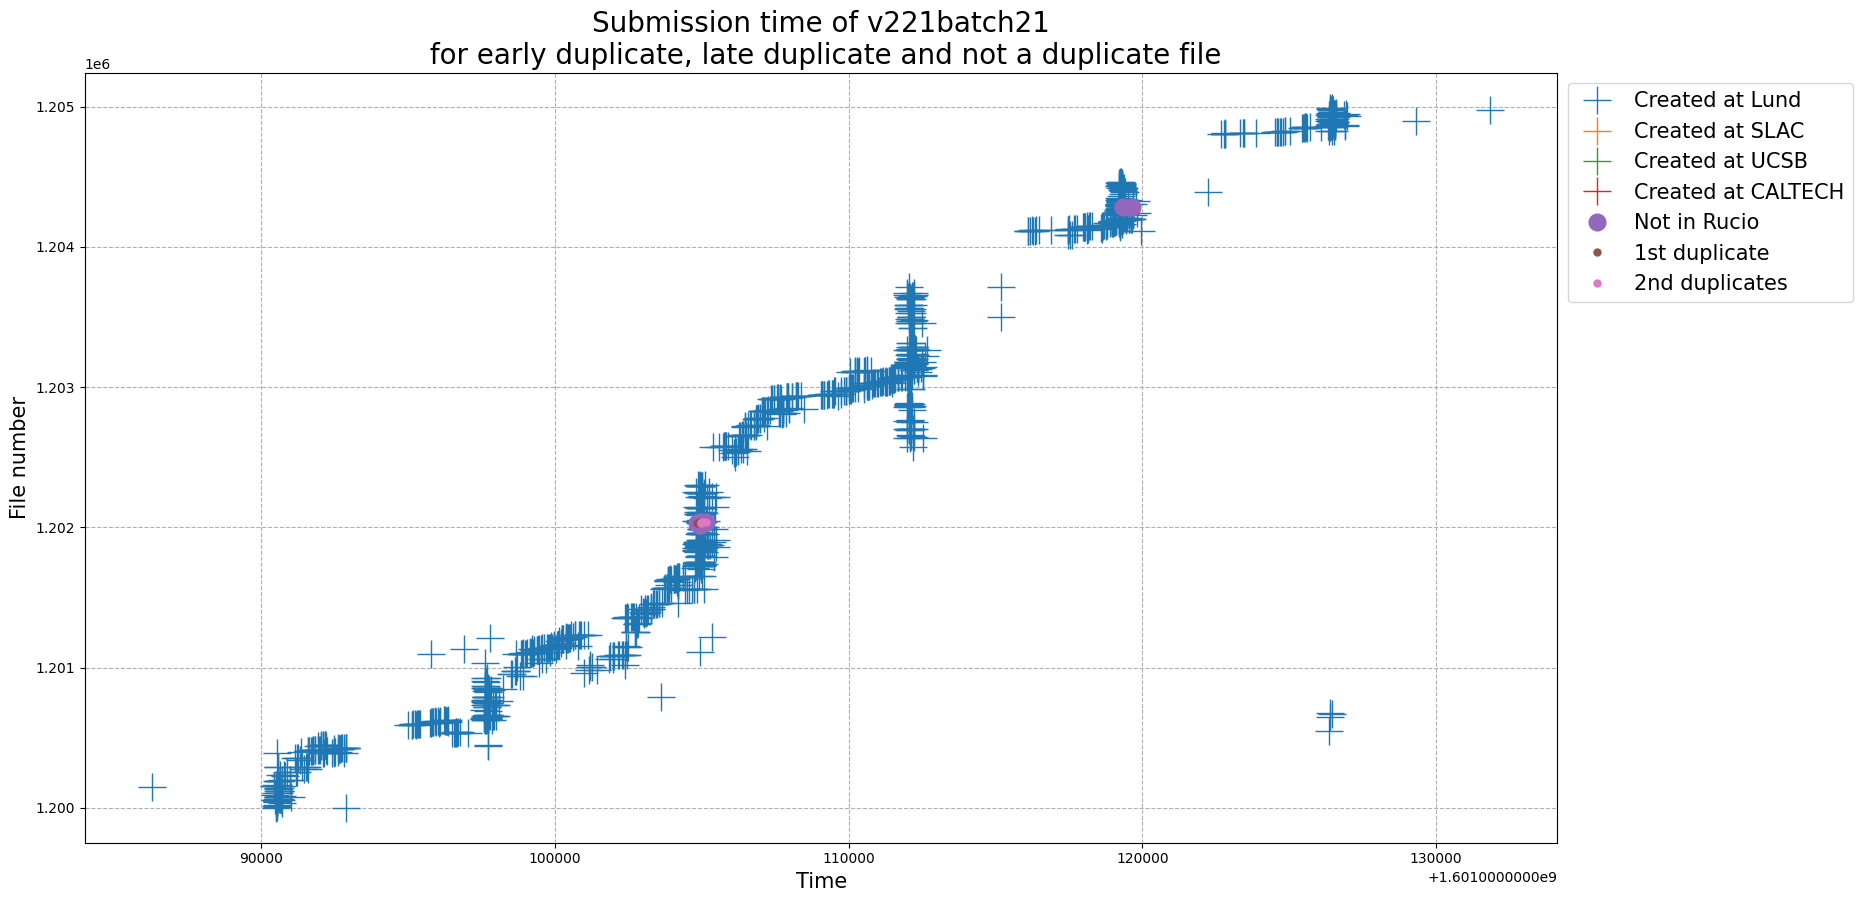 Submission time of v221batch21
for early duplicate, late duplicate and not a duplicate file
1e6
1.205
1.204
1.203
1.202
1.201
1.200
File number
90000
100000
110000
120000
130000
Time
+1.6010000000e9
Created at Lund
Created at SLAC
Created at UCSB
Created at CALTECH
Not in Rucio
1st duplicate
2nd duplicates